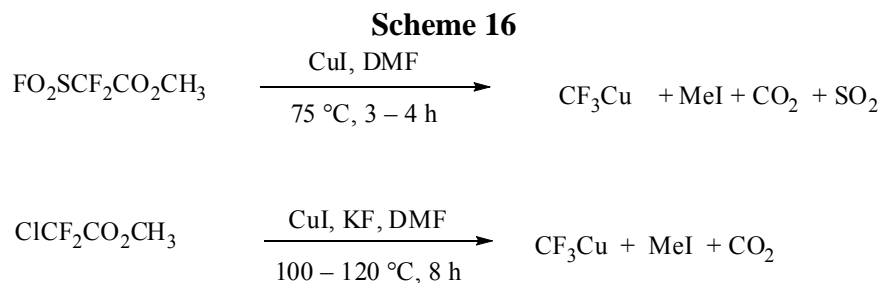 Scheme 16
FO₂SCF₂CO₂CH₃
CuI, DMF
75 °C, 3 – 4 h
CF₃Cu + MeI + CO₂ + SO₂
ClCF₂CO₂CH₃
CuI, KF, DMF
100 – 120 °C, 8 h
CF₃Cu + MeI + CO₂